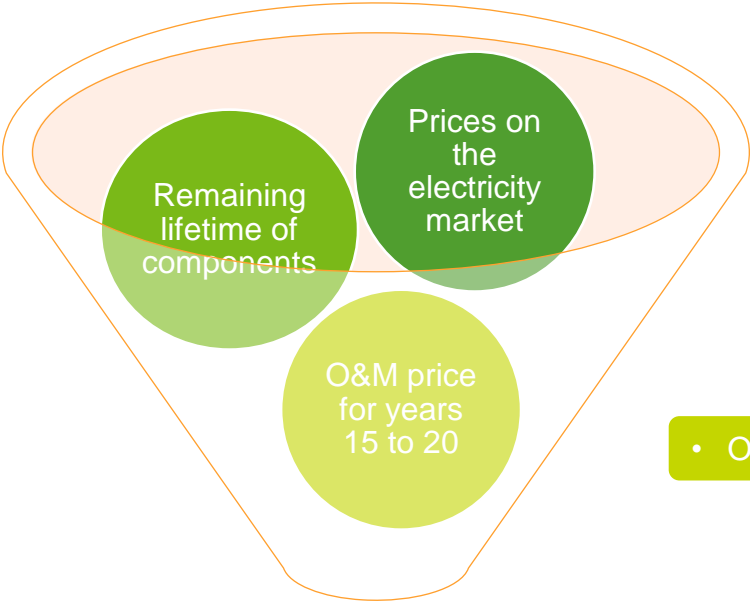 Prices on
the
electricity
market
Remaining
lifetime of
components
O&M price
for years
15 to 20
• O